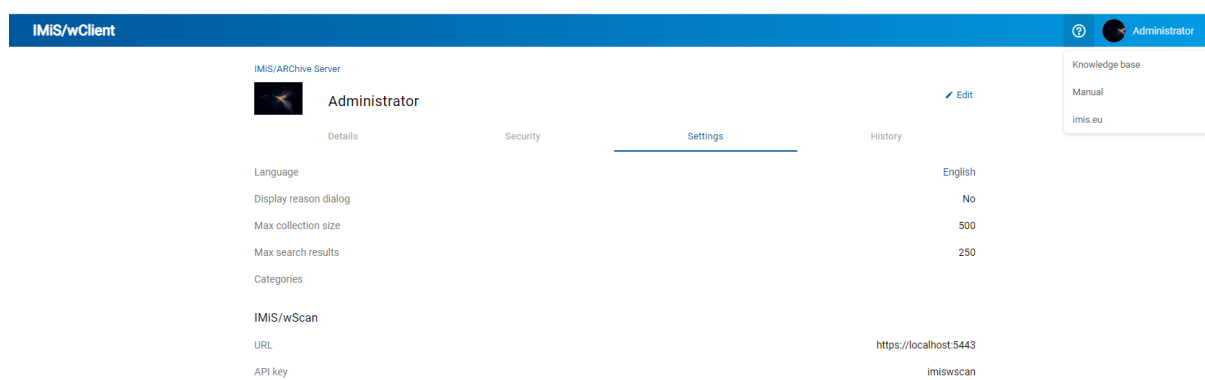 IMiS/wClient
Administrator
Knowledge base
Manual
imis.eu
IMiS/ARChive Server
Administrator
Edit
Details Security Settings History
Language English
Display reason dialog No
Max collection size 500
Max search results 250
Categories
IMiS/wScan
URL https://localhost:5443
API key imiswscan